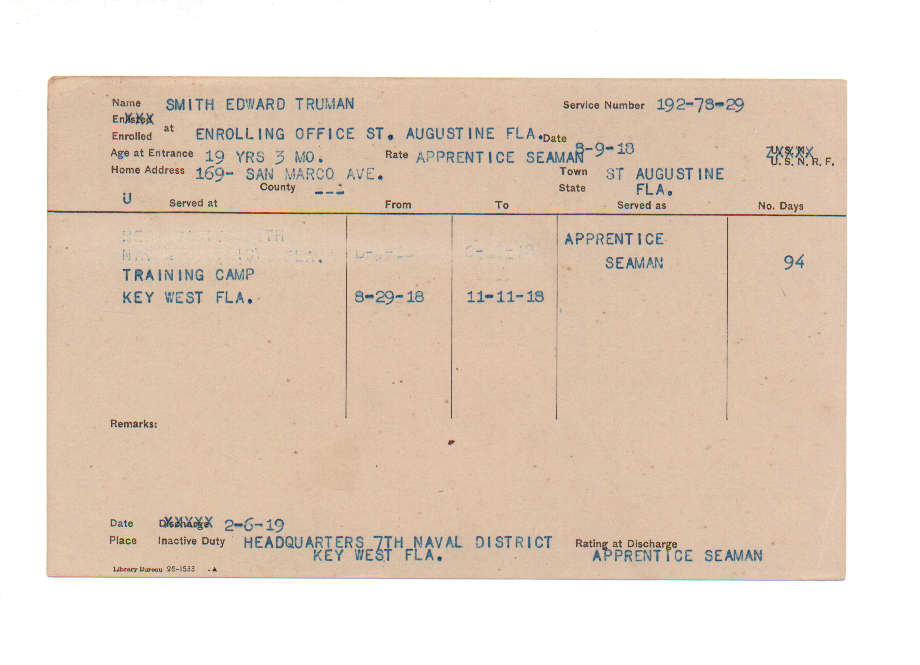 Name SMITH EDWARD TRUMAN Service Number 192-78-29
Enlisted
Enrolled at ENROLLING OFFICE ST. AUGUSTINE FLA. Date 8-9-18
Age at Entrance 19 YRS 3 MO. Rate APPRENTICE SEAMAN U.S.N.R.F.
Home Address 169- SAN MARCO AVE. Town ST AUGUSTINE
County --- State FLA.
U Served at From To Served as No. Days
APPRENTICE
SEAMAN 94
TRAINING CAMP
KEY WEST FLA. 8-29-18 11-11-18
Remarks:
Date Discharge 2-6-19
Place Inactive Duty HEADQUARTERS 7TH NAVAL DISTRICT Rating at Discharge
KEY WEST FLA. APPRENTICE SEAMAN
Library Bureau 26-1533 A